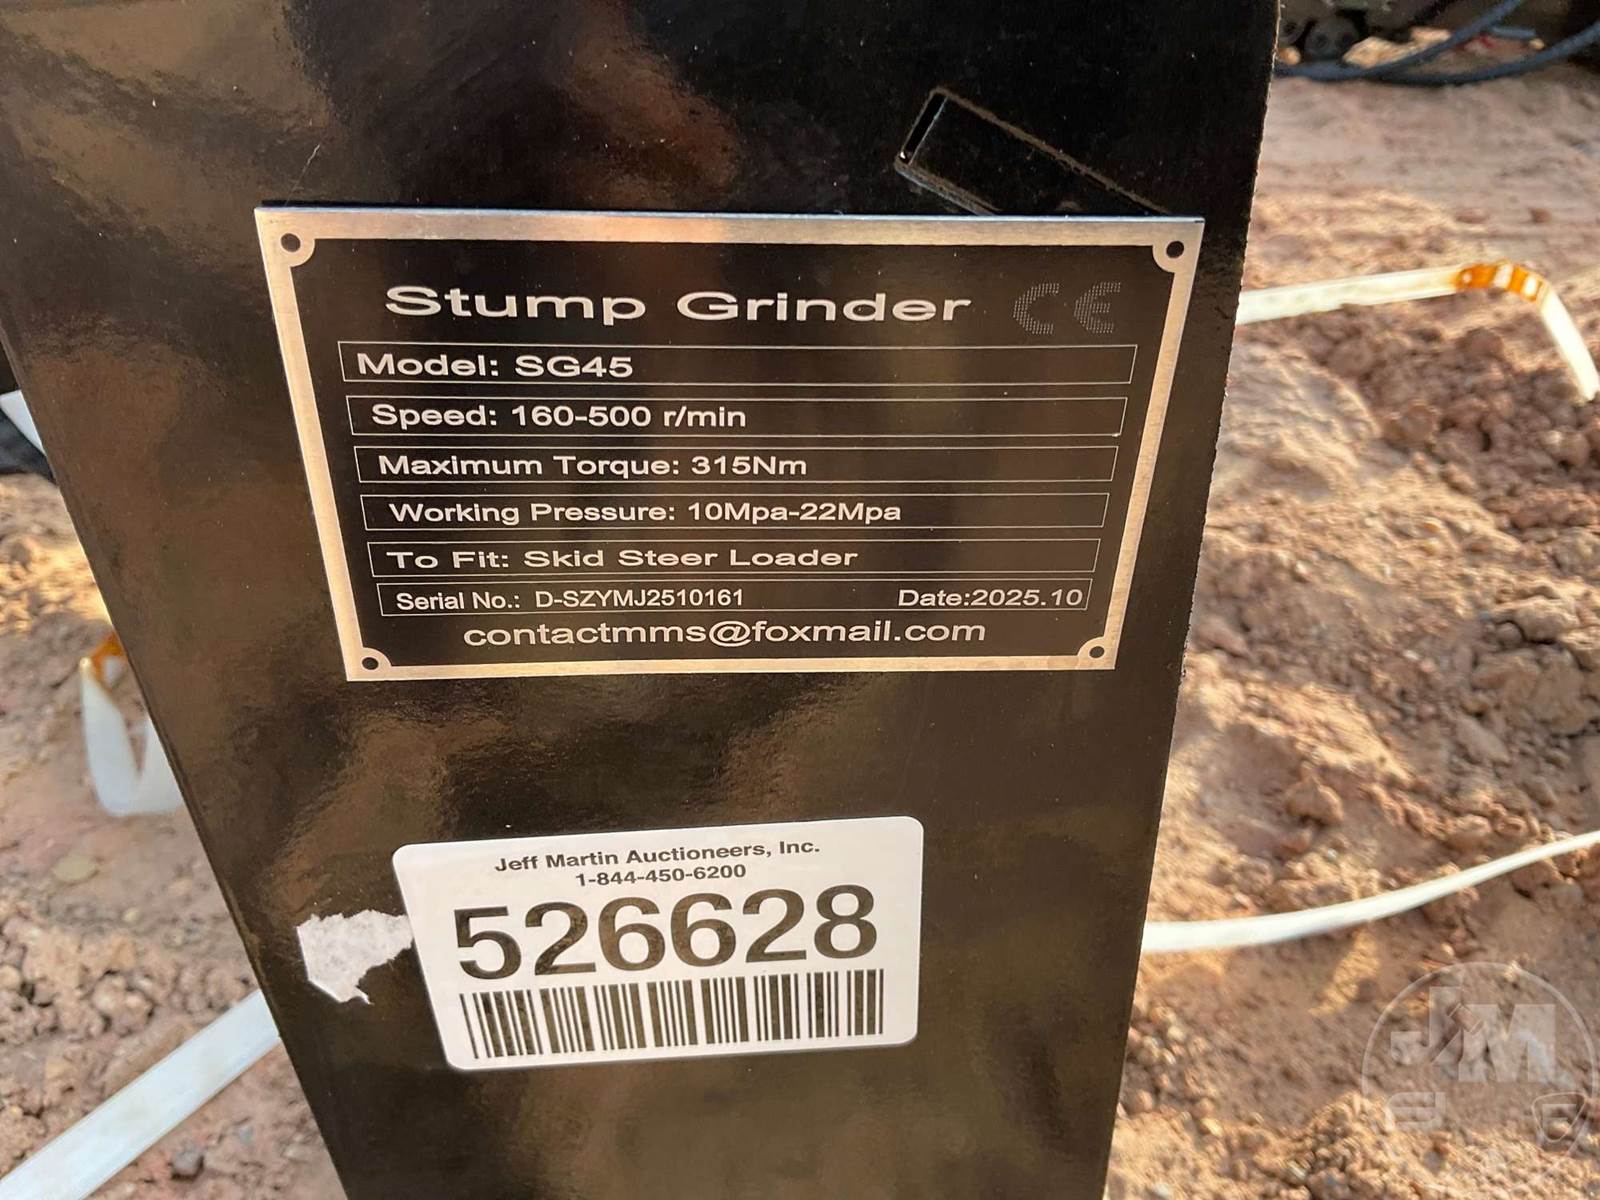 Stump Grinder CE
Model: SG45
Speed: 160-500 r/min
Maximum Torque: 315Nm
Working Pressure: 10Mpa-22Mpa
To Fit: Skid Steer Loader
Serial No.: D-SZYMJ2510161 Date:2025.10
contactmms@foxmail.com
Jeff Martin Auctioneers, Inc.
1-844-450-6200
526628
JM